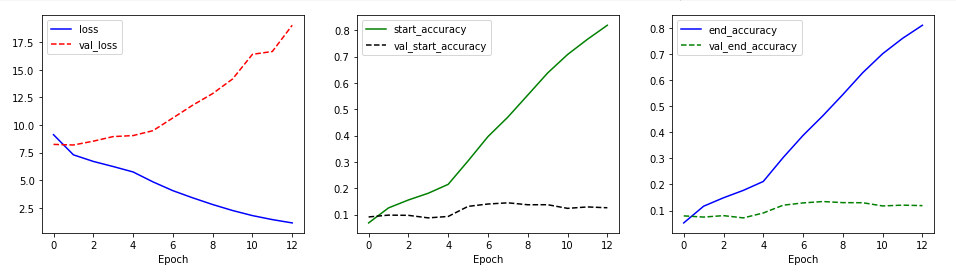 loss
val_loss
17.5
15.0
12.5
10.0
7.5
5.0
2.5
0 2 4 6 8 10 12
Epoch
start_accuracy
val_start_accuracy
0.8
0.7
0.6
0.5
0.4
0.3
0.2
0.1
0 2 4 6 8 10 12
Epoch
end_accuracy
val_end_accuracy
0.8
0.7
0.6
0.5
0.4
0.3
0.2
0.1
0 2 4 6 8 10 12
Epoch